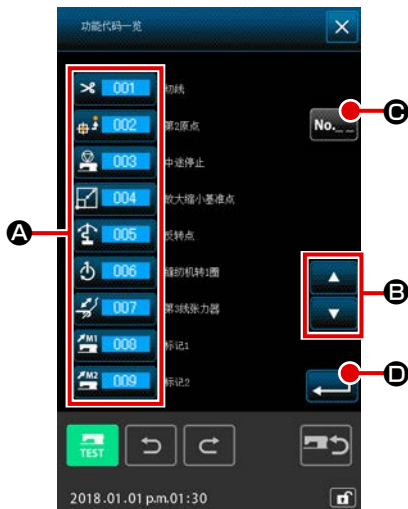 功能代码一览
001 切线
002 第2原点
No._ _
C
003 中途停止
004 放大缩小基准点
A
005 反转点
006 缝纫机转1圈
B
007 第3线张力器
M1 008 标记1
M2 009 标记2
D
TEST
2018.01.01 p.m.01:30